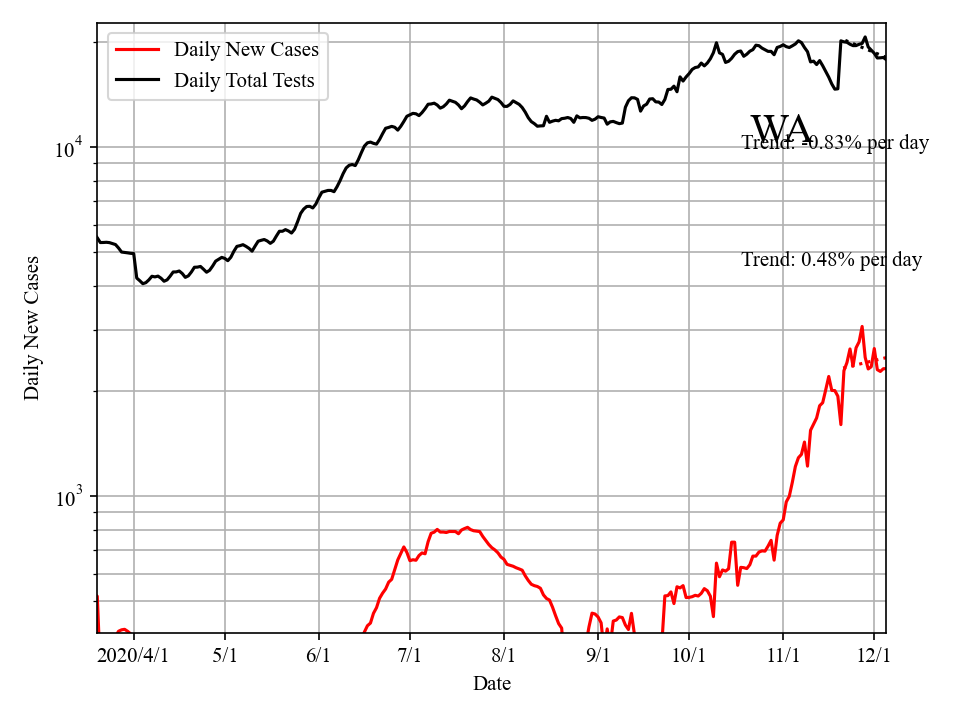 Daily New Cases
Daily Total Tests
WA
Trend: -0.83% per day
Trend: 0.48% per day
10^4
10^3
Daily New Cases
2020/4/1 5/1 6/1 7/1 8/1 9/1 10/1 11/1 12/1
Date